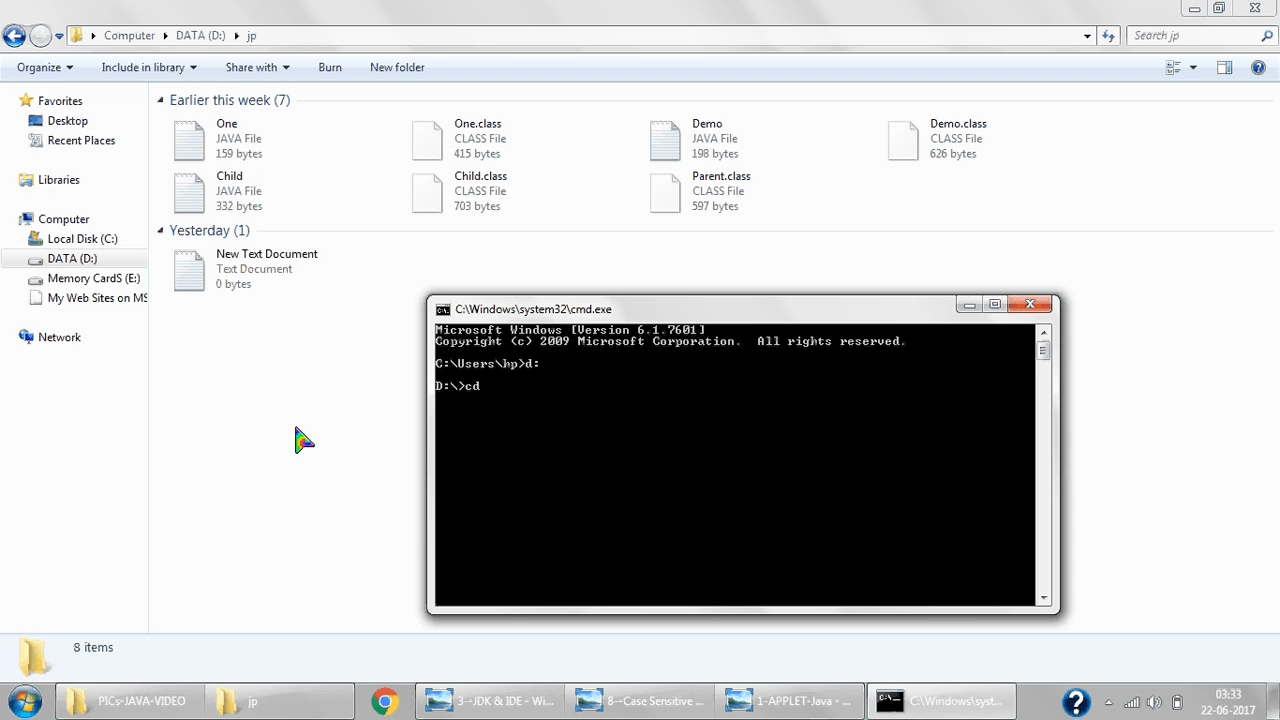 Computer ▸ DATA (D:) ▸ jp
Search jp
Organize
Include in library
Share with
Burn
New folder
Favorites
Desktop
Recent Places
Libraries
Computer
Local Disk (C:)
DATA (D:)
Memory CardS (E:)
My Web Sites on MS
Network
Earlier this week (7)
One
JAVA File
159 bytes
One.class
CLASS File
415 bytes
Demo
JAVA File
198 bytes
Demo.class
CLASS File
626 bytes
Child
JAVA File
332 bytes
Child.class
CLASS File
703 bytes
Parent.class
CLASS File
597 bytes
Yesterday (1)
New Text Document
Text Document
0 bytes
C:\Windows\system32\cmd.exe
Microsoft Windows [Version 6.1.7601]
Copyright (c) 2009 Microsoft Corporation.  All rights reserved.
C:\Users\hp>d:
D:\>cd
8 items
PICs-JAVA-VIDEO
jp
3--JDK & IDE - Wi...
8--Case Sensitive ...
1-APPLET-Java - ...
C:\Windows\syst...
03:33
22-06-2017